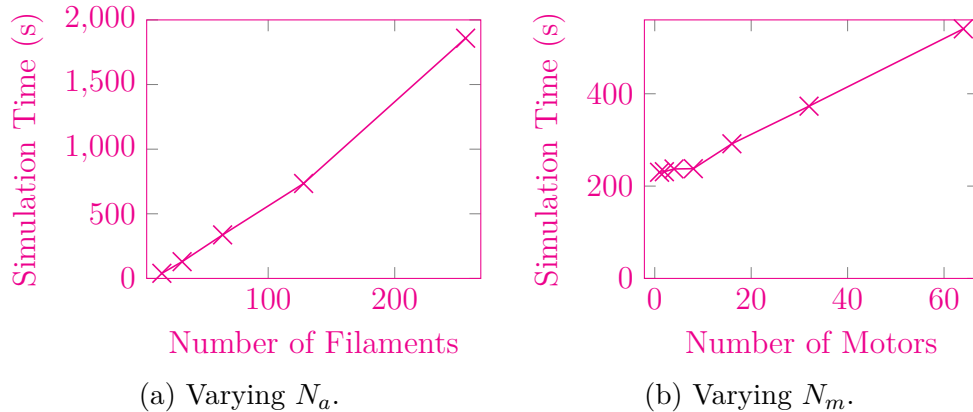 Simulation Time (s)
2,000
1,500
1,000
500
0
100
200
Number of Filaments
(a) Varying Nₐ.
Simulation Time (s)
400
200
0
0
20
40
60
Number of Motors
(b) Varying Nₘ.